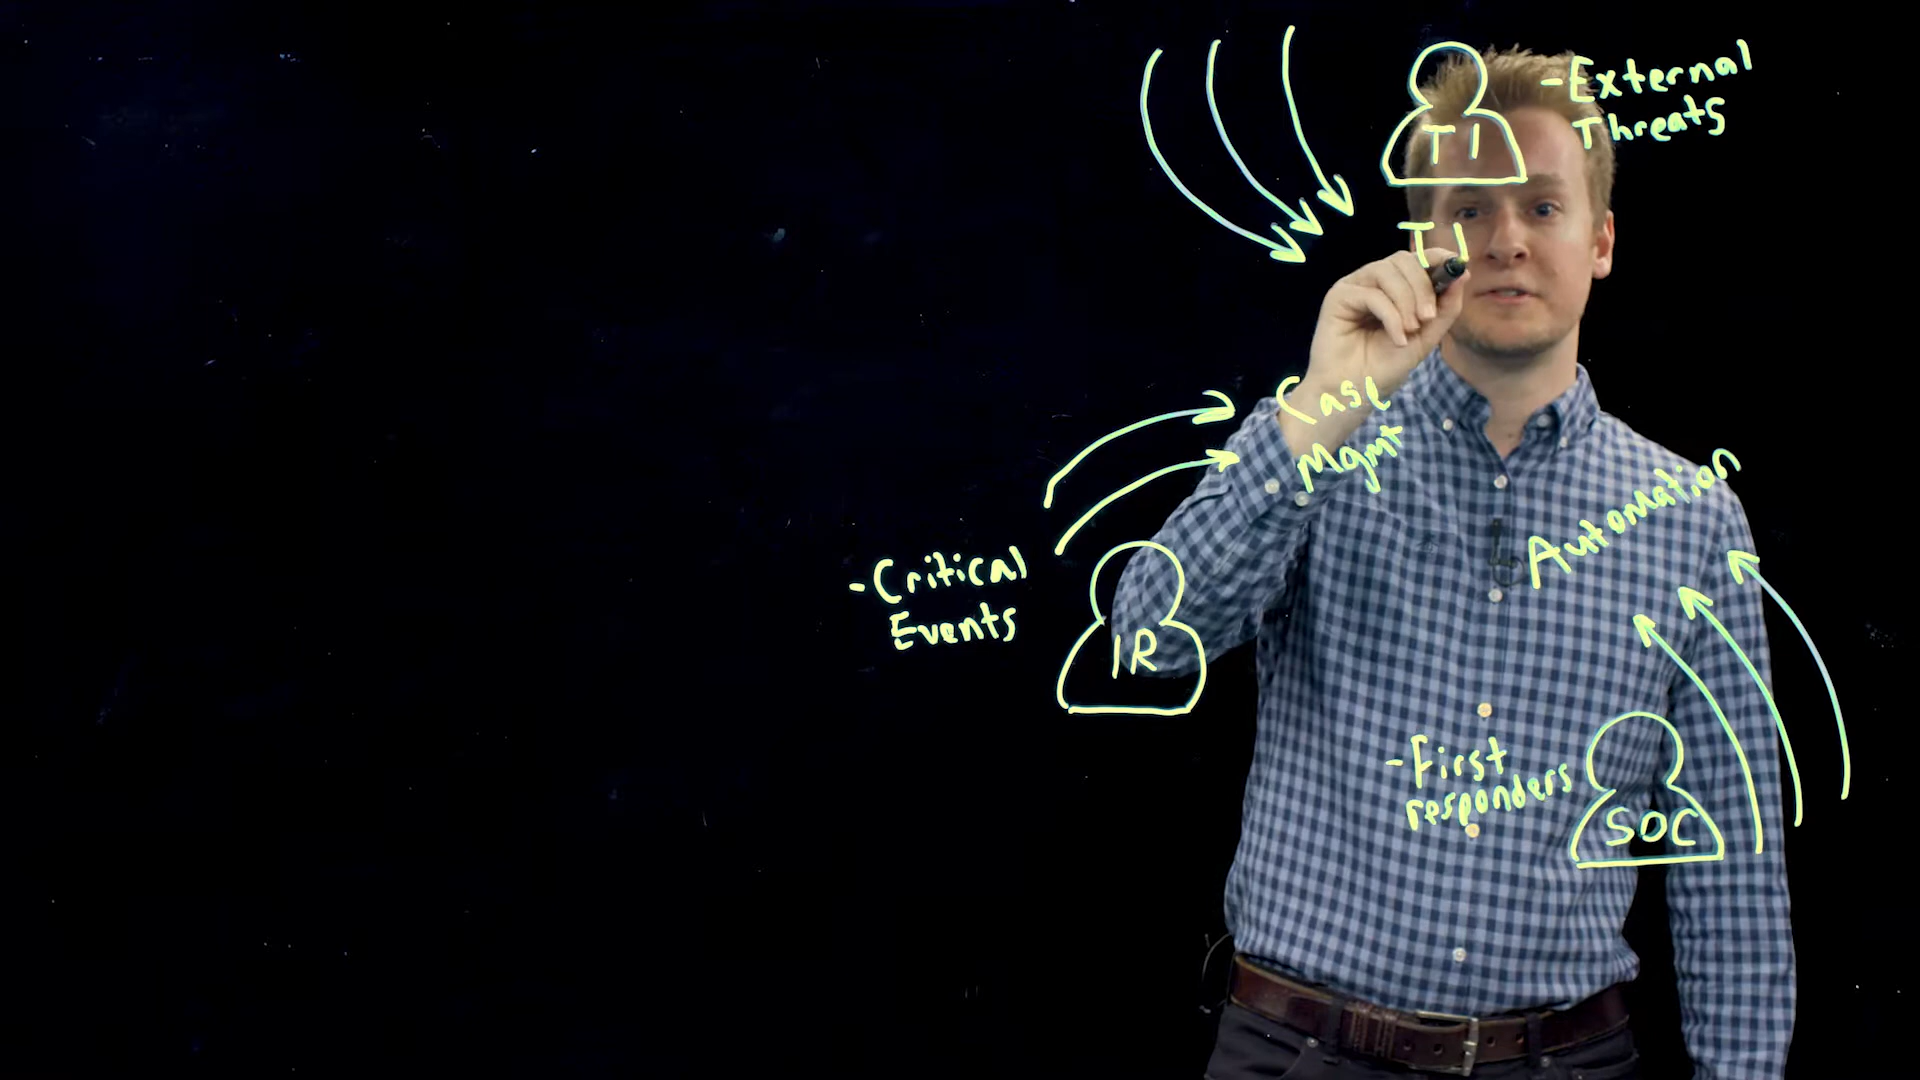 - External
Threats
TI
TI
Case
Mgmt
Automation
- Critical
Events
IR
- First
responders
SOC